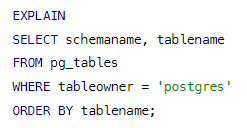 EXPLAIN
SELECT schemaname, tablename
FROM pg_tables
WHERE tableowner = 'postgres'
ORDER BY tablename;